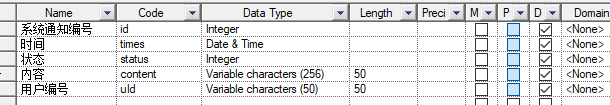 Name Code Data Type Length Preci M P D Domain
系统通知编号 id Integer <None>
时间 times Date & Time <None>
状态 status Integer <None>
内容 content Variable characters (256) 50 <None>
用户编号 uId Variable characters (50) 50 <None>